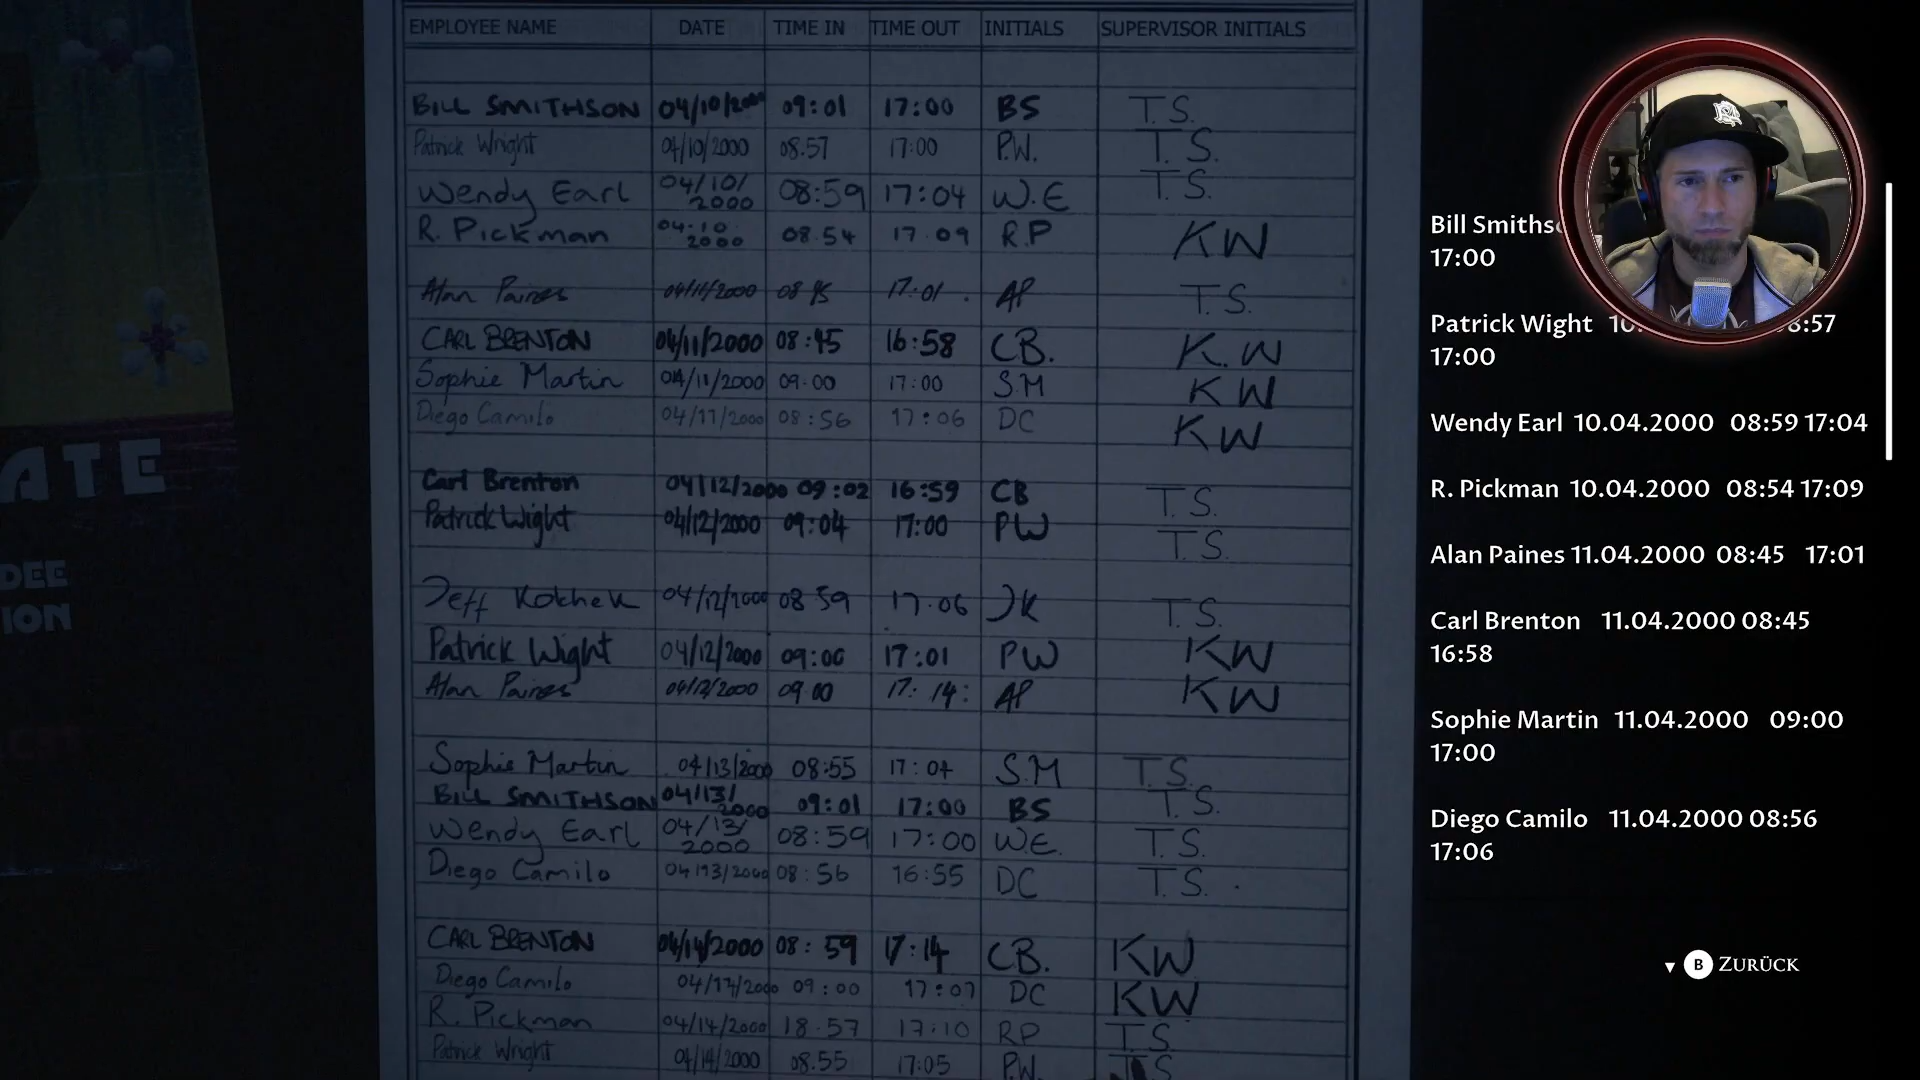 EMPLOYEE NAME DATE TIME IN TIME OUT INITIALS SUPERVISOR INITIALS
BILL SMITHSON 04/10/2000 09:01 17:00 BS T.S.
Patrick Wright 04/10/2000 08.57 17:00 P.W. T.S.
Wendy Earl 04/10/2000 08:59 17:04 W.E T.S.
R. Pickman 04.10 2000 08.54 17.09 R.P KW
Alan Paines 04/11/2000 08 45 17.01 AP T.S.
CARL BRENTON 04/11/2000 08:45 16:58 CB. K.W
Sophie Martin 04/11/2000 09:00 17:00 S.M KW
Diego Camilo 04/11/2000 08:56 17:06 DC KW
Carl Brenton 04/12/2000 09:02 16:59 CB T.S.
Patrick Wight 04/12/2000 09:04 17:00 PW T.S.
Jeff 04/12/2000 08:59 17.06 JK T.S.
Patrick Wight 04/12/2000 09:00 17:01 PW KW
Alan Paines 04/12/2000 09.00 17:14: AP KW
Sophie Martin 04/13/2000 08:55 17:04 S.M T.S.
BILL SMITHSON 04/13/2000 09:01 17:00 BS T.S.
Wendy Earl 04/13/2000 08:59 17:00 W.E. T.S.
Diego Camilo 04/13/2000 08:56 16:55 DC T.S.
CARL BRENTON 04/14/2000 08:59 17:14 CB. KW
Diego Camilo 09:00 17:07 DC KW
R. Pickman 04/14/2000 18.57 17:10 RP T.S
Patrick Wright 04/14/2000 08.55 17:05 P.W.
ATE
DEE
ION
Bill
17:00
Patrick Wight 8:57
17:00
Wendy Earl 10.04.2000 08:59 17:04
R. Pickman 10.04.2000 08:54 17:09
Alan Paines 11.04.2000 08:45 17:01
Carl Brenton 11.04.2000 08:45
16:58
Sophie Martin 11.04.2000 09:00
17:00
Diego Camilo 11.04.2000 08:56
17:06
B ZURÜCK